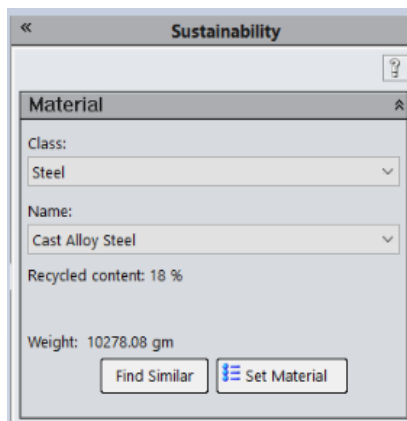 Sustainability
Material
Class:
Steel
Name:
Cast Alloy Steel
Recycled content: 18 %
Weight: 10278.08 gm
Find Similar
Set Material